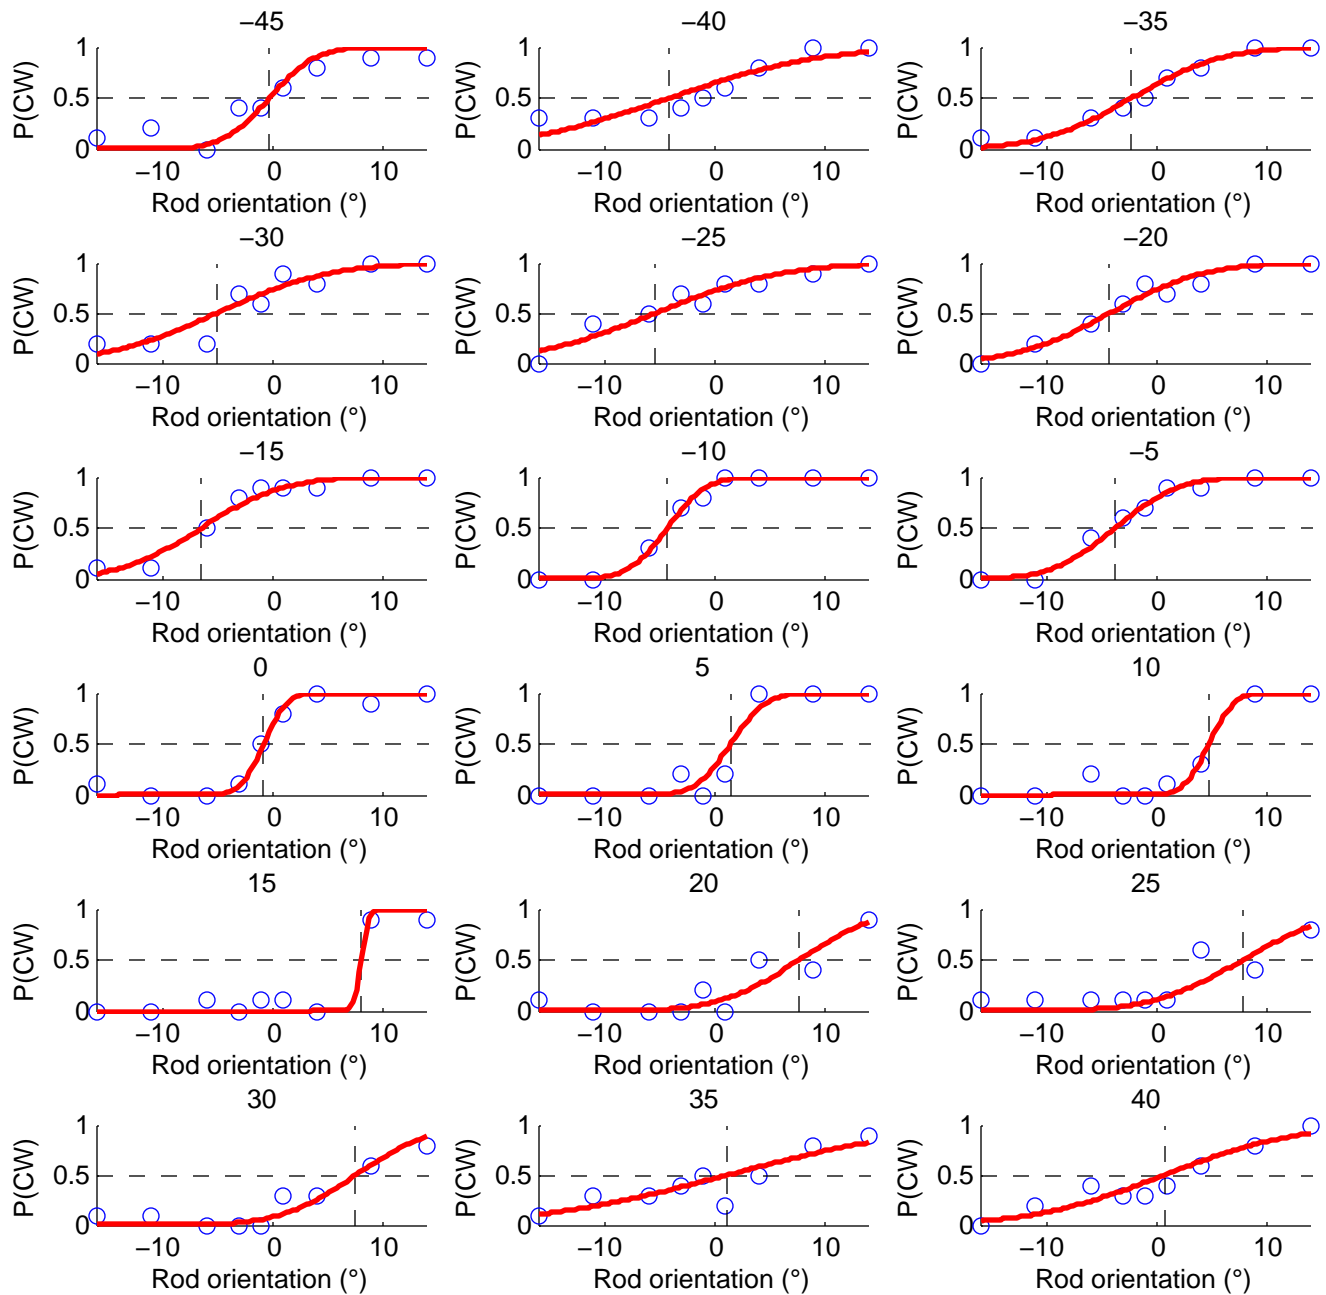 −45 −40 −35
1 1 1
P(CW) 0.5 P(CW) 0.5 P(CW) 0.5
0 0 0
−10 0 10 −10 0 10 −10 0 10
Rod orientation (°) Rod orientation (°) Rod orientation (°)
−30 −25 −20
1 1 1
P(CW) 0.5 P(CW) 0.5 P(CW) 0.5
0 0 0
−10 0 10 −10 0 10 −10 0 10
Rod orientation (°) Rod orientation (°) Rod orientation (°)
−15 −10 −5
1 1 1
P(CW) 0.5 P(CW) 0.5 P(CW) 0.5
0 0 0
−10 0 10 −10 0 10 −10 0 10
Rod orientation (°) Rod orientation (°) Rod orientation (°)
0 5 10
1 1 1
P(CW) 0.5 P(CW) 0.5 P(CW) 0.5
0 0 0
−10 0 10 −10 0 10 −10 0 10
Rod orientation (°) Rod orientation (°) Rod orientation (°)
15 20 25
1 1 1
P(CW) 0.5 P(CW) 0.5 P(CW) 0.5
0 0 0
−10 0 10 −10 0 10 −10 0 10
Rod orientation (°) Rod orientation (°) Rod orientation (°)
30 35 40
1 1 1
P(CW) 0.5 P(CW) 0.5 P(CW) 0.5
0 0 0
−10 0 10 −10 0 10 −10 0 10
Rod orientation (°) Rod orientation (°) Rod orientation (°)